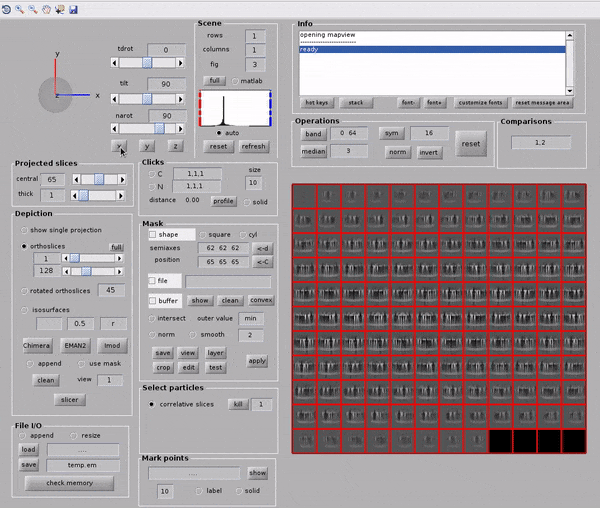 Scene
rows 1
columns 1
fig 3
full matlab
auto
reset refresh
y
x
z
tdrot 0
tilt 90
narot 90
x y z
Info
opening mapview
--------------------
ready
hot keys stack font- font+ customize fonts reset message area
Operations
band 0 64 sym 16 reset
median 3 norm invert
Comparisons
1,2
Projected slices
central 65
thick 1
Clicks
C 1,1,1 size
N 1,1,1 10
distance 0.00 profile solid
Depiction
show single projection
orthoslices full
1
128
rotated orthoslices 45
isosurfaces
0.5 r
Chimera EMAN2 imod
append use mask
clean view 1
slicer
Mask
shape square cyl
semiaxes 62 62 62 <-d
position 65 65 65 <-C
file
buffer show clean convex
intersect outer value min
norm smooth 2
save view layer
crop edit test apply
Select particles
correlative slices kill 1
File I/O
append resize
load ....
save temp.em
check memory
Mark points
.... show
10 label solid